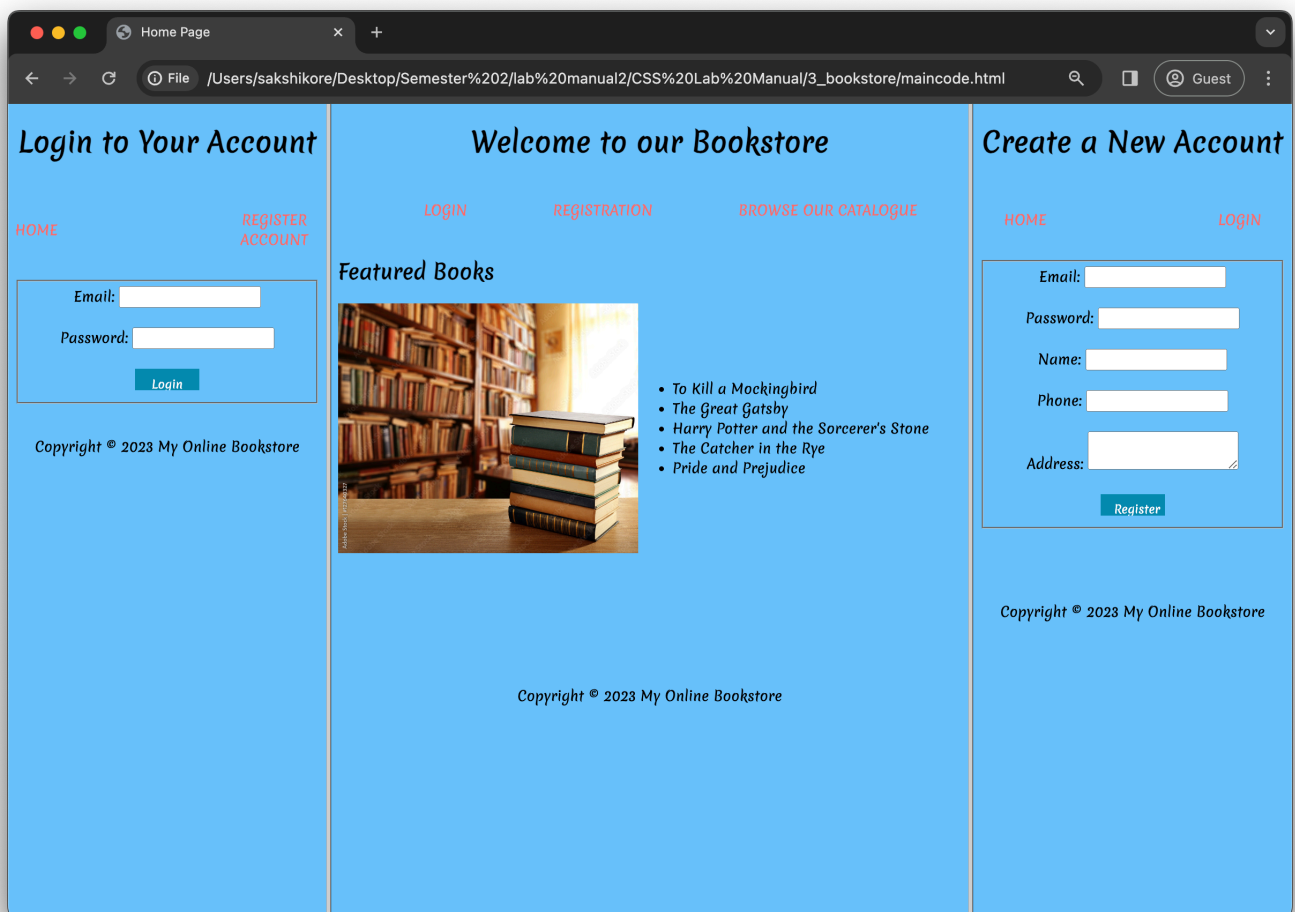 Home Page
File /Users/sakshikore/Desktop/Semester%202/lab%20manual2/CSS%20Lab%20Manual/3_bookstore/maincode.html Guest
Login to Your Account
HOME
REGISTER
ACCOUNT
Email:
Password:
Login
Copyright © 2023 My Online Bookstore
Welcome to our Bookstore
LOGIN REGISTRATION BROWSE OUR CATALOGUE
Featured Books
To Kill a Mockingbird
The Great Gatsby
Harry Potter and the Sorcerer's Stone
The Catcher in the Rye
Pride and Prejudice
Copyright © 2023 My Online Bookstore
Create a New Account
HOME LOGIN
Email:
Password:
Name:
Phone:
Address:
Register
Copyright © 2023 My Online Bookstore